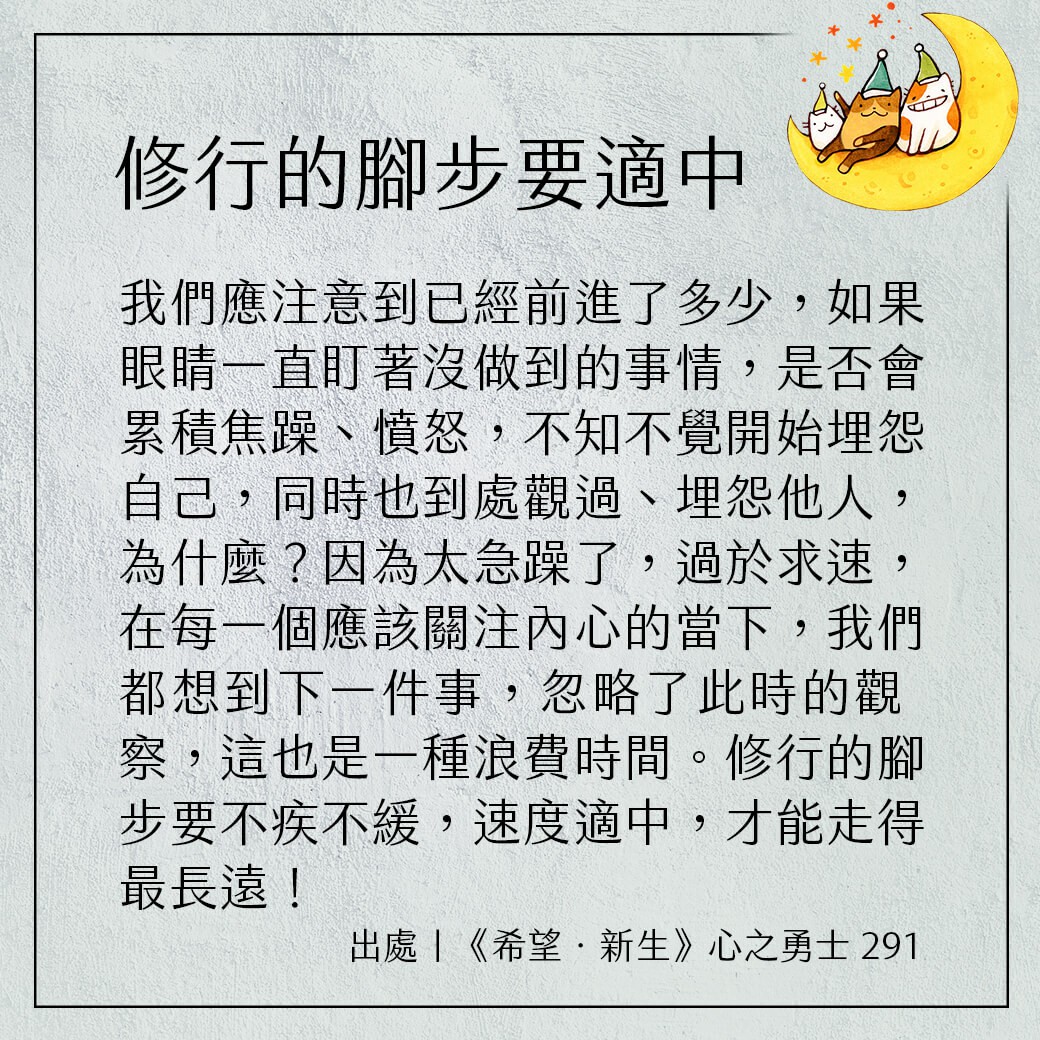 修行的腳步要適中
我們應注意到已經前進了多少，如果
眼睛一直盯著沒做到的事情，是否會
累積焦躁、憤怒，不知不覺開始埋怨
自己，同時也到處觀過、埋怨他人，
為什麼？因為太急躁了，過於求速，
在每一個應該關注內心的當下，我們
都想到下一件事，忽略了此時的觀
察，這也是一種浪費時間。修行的腳
步要不疾不緩，速度適中，才能走得
最長遠！
出處｜《希望．新生》心之勇士 291